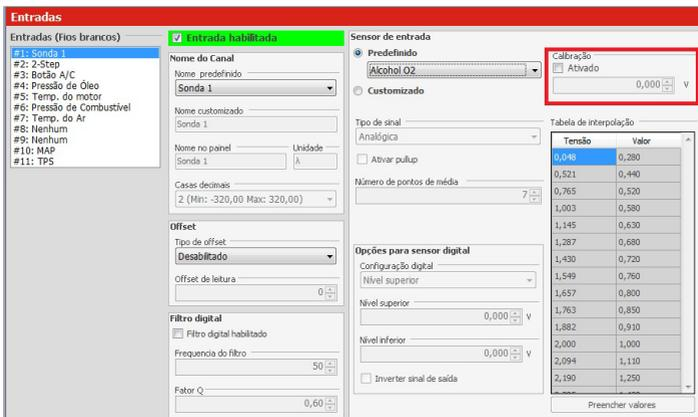 Entradas
Entradas (Fios brancos)
#1: Sonda 1
#2: 2-Step
#3: Botão A/C
#4: Pressão de Óleo
#5: Temp. do motor
#6: Pressão de Combustível
#7: Temp. do Ar
#8: Nenhum
#9: Nenhum
#10: MAP
#11: TPS
Entrada habilitada
Nome do Canal
Nome predefinido
Sonda 1
Nome customizado
Sonda 1
Nome no painel Unidade
Sonda 1 λ
Casas decimais
2 (Min: -320,00 Max: 320,00)
Offset
Tipo de offset
Desabilitado
Offset de leitura
0
Filtro digital
Filtro digital habilitado
Frequencia do filtro
50
Fator Q
0,60
Sensor de entrada
Predefinido
Alcohol O2
Customizado
Tipo de sinal
Analógica
Ativar pullup
Número de pontos de média
7
Opções para sensor digital
Configuração digital
Nível superior
Nível superior
0,000 V
Nível inferior
0,000 V
Inverter sinal de saída
Calibração
Ativado
0,000 V
Tabela de interpolação
Tensão Valor
0,048 0,280
0,521 0,440
0,765 0,520
1,003 0,580
1,145 0,630
1,287 0,680
1,430 0,720
1,549 0,760
1,657 0,800
1,763 0,850
1,882 0,910
2,000 1,000
2,094 1,110
2,190 1,250
Preencher valores